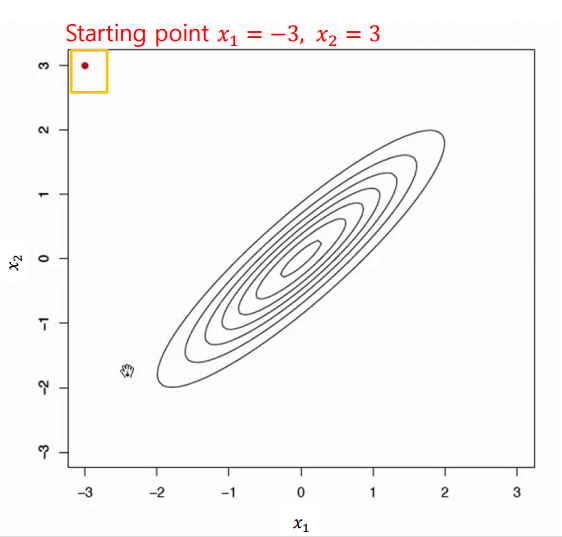 Starting point x₁ = −3, x₂ = 3
3
2
1
0
-1
-2
-3
x₂
-3 -2 -1 0 1 2 3
x₁